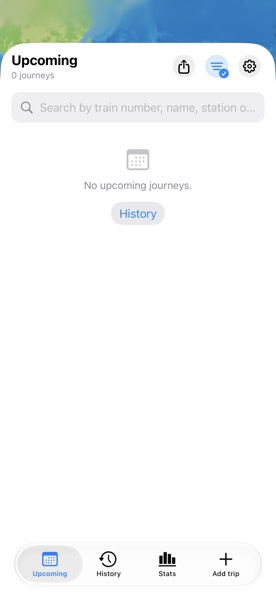 Upcoming
0 journeys
Search by train number, name, station o...
No upcoming journeys.
History
Upcoming
History
Stats
Add trip